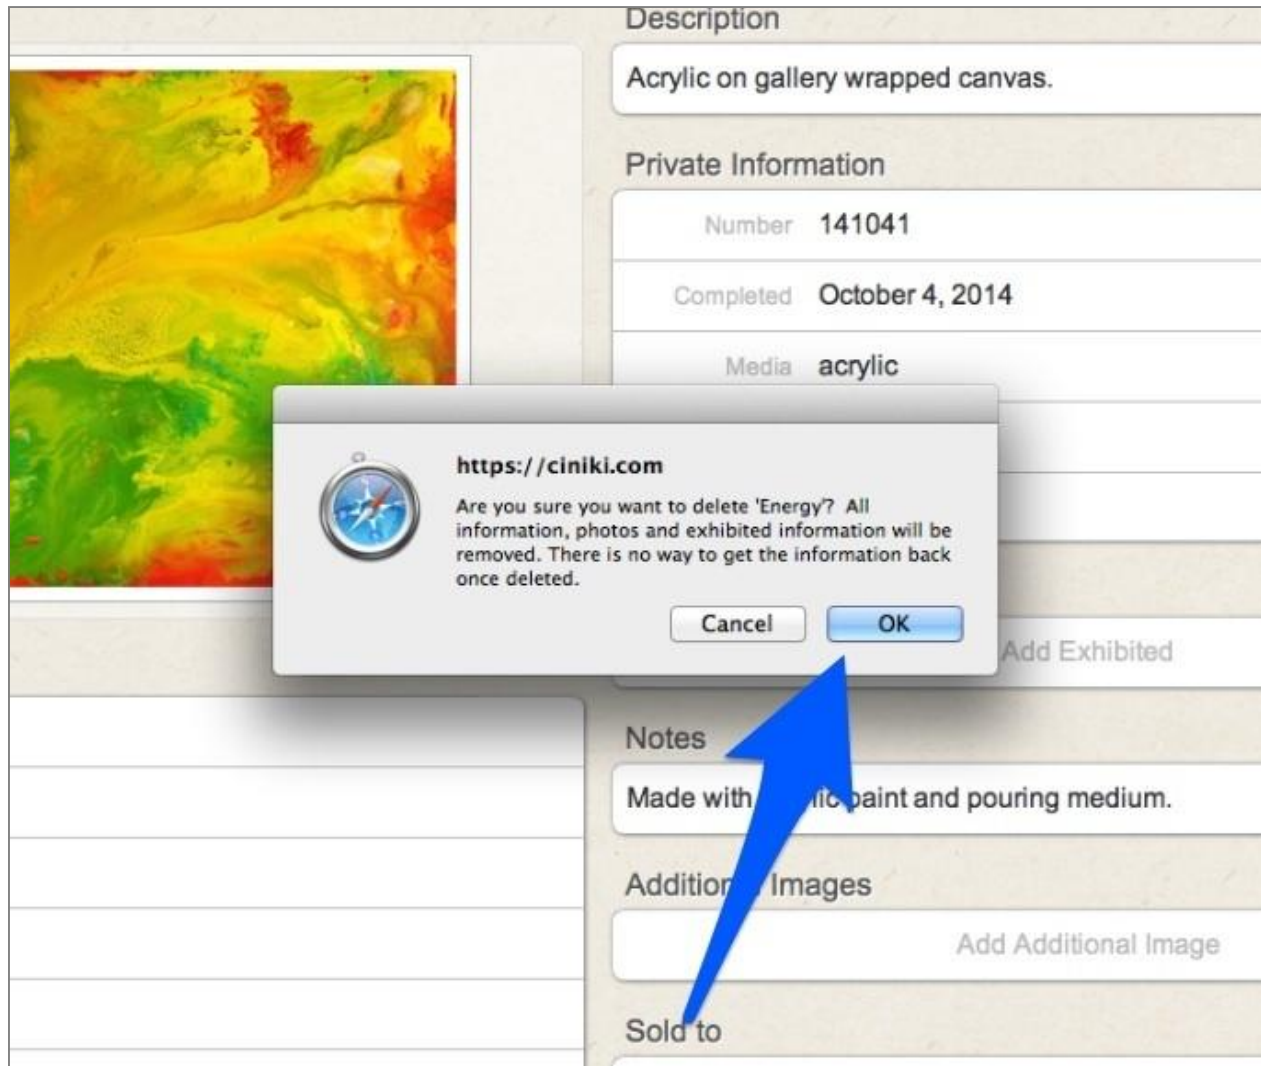 Description
Acrylic on gallery wrapped canvas.
Private Information
Number 141041
Completed October 4, 2014
Media acrylic
https://ciniki.com
Are you sure you want to delete 'Energy'? All
information, photos and exhibited information will be
removed. There is no way to get the information back
once deleted.
Cancel OK
Add Exhibited
Notes
Made with paint and pouring medium.
Images
Add Additional Image
Sold to